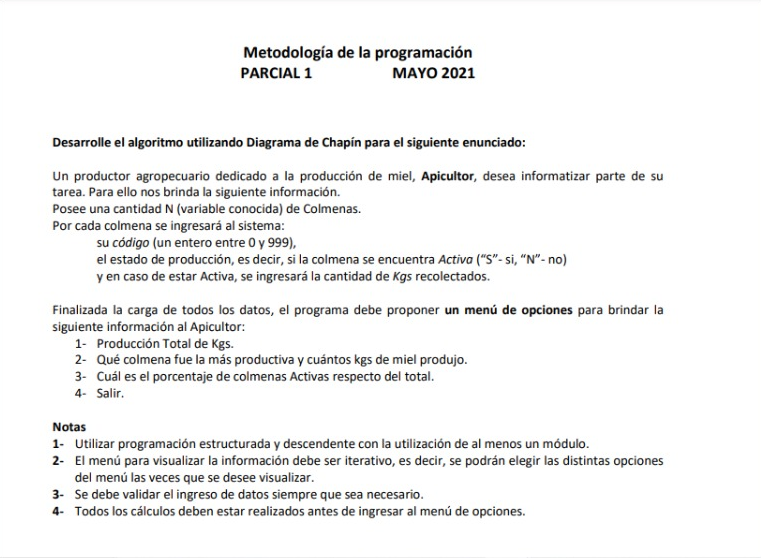 Metodología de la programación
PARCIAL 1 MAYO 2021
Desarrolle el algoritmo utilizando Diagrama de Chapín para el siguiente enunciado:
Un productor agropecuario dedicado a la producción de miel, Apicultor, desea informatizar parte de su
tarea. Para ello nos brinda la siguiente información.
Posee una cantidad N (variable conocida) de Colmenas.
Por cada colmena se ingresará al sistema:
su código (un entero entre 0 y 999),
el estado de producción, es decir, si la colmena se encuentra Activa (“S”- si, “N”- no)
y en caso de estar Activa, se ingresará la cantidad de Kgs recolectados.
Finalizada la carga de todos los datos, el programa debe proponer un menú de opciones para brindar la
siguiente información al Apicultor:
1- Producción Total de Kgs.
2- Qué colmena fue la más productiva y cuántos kgs de miel produjo.
3- Cuál es el porcentaje de colmenas Activas respecto del total.
4- Salir.
Notas
1- Utilizar programación estructurada y descendente con la utilización de al menos un módulo.
2- El menú para visualizar la información debe ser iterativo, es decir, se podrán elegir las distintas opciones
del menú las veces que se desee visualizar.
3- Se debe validar el ingreso de datos siempre que sea necesario.
4- Todos los cálculos deben estar realizados antes de ingresar al menú de opciones.